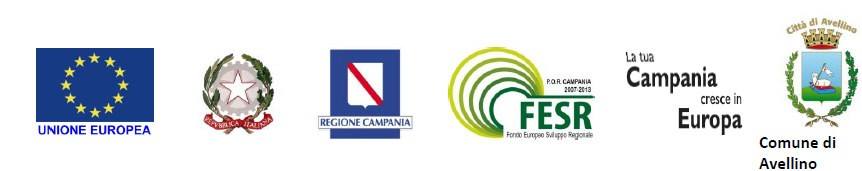 UNIONE EUROPEA
REPVBBLICA ITALIANA
REGIONE CAMPANIA
P.O.R. CAMPANIA
2007-2013
FESR
Fondo Europeo Sviluppo Regionale
La tua
Campania
cresce in
Europa
Città di Avellino
Comune di
Avellino